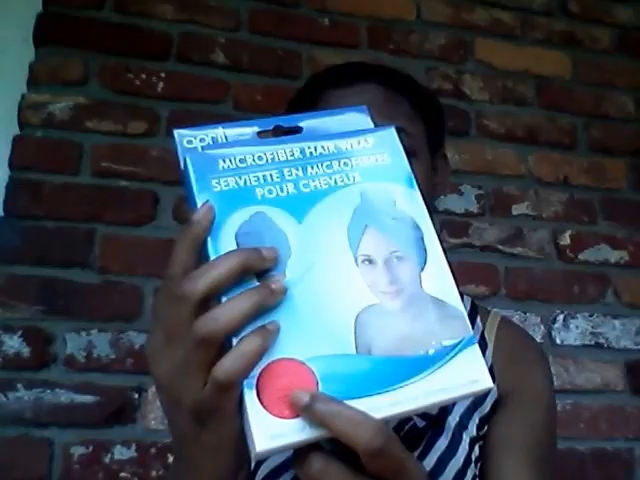 april
MICROFIBER HAIR WRAP
SERVIETTE EN MICROFIBRES
POUR CHEVEUX